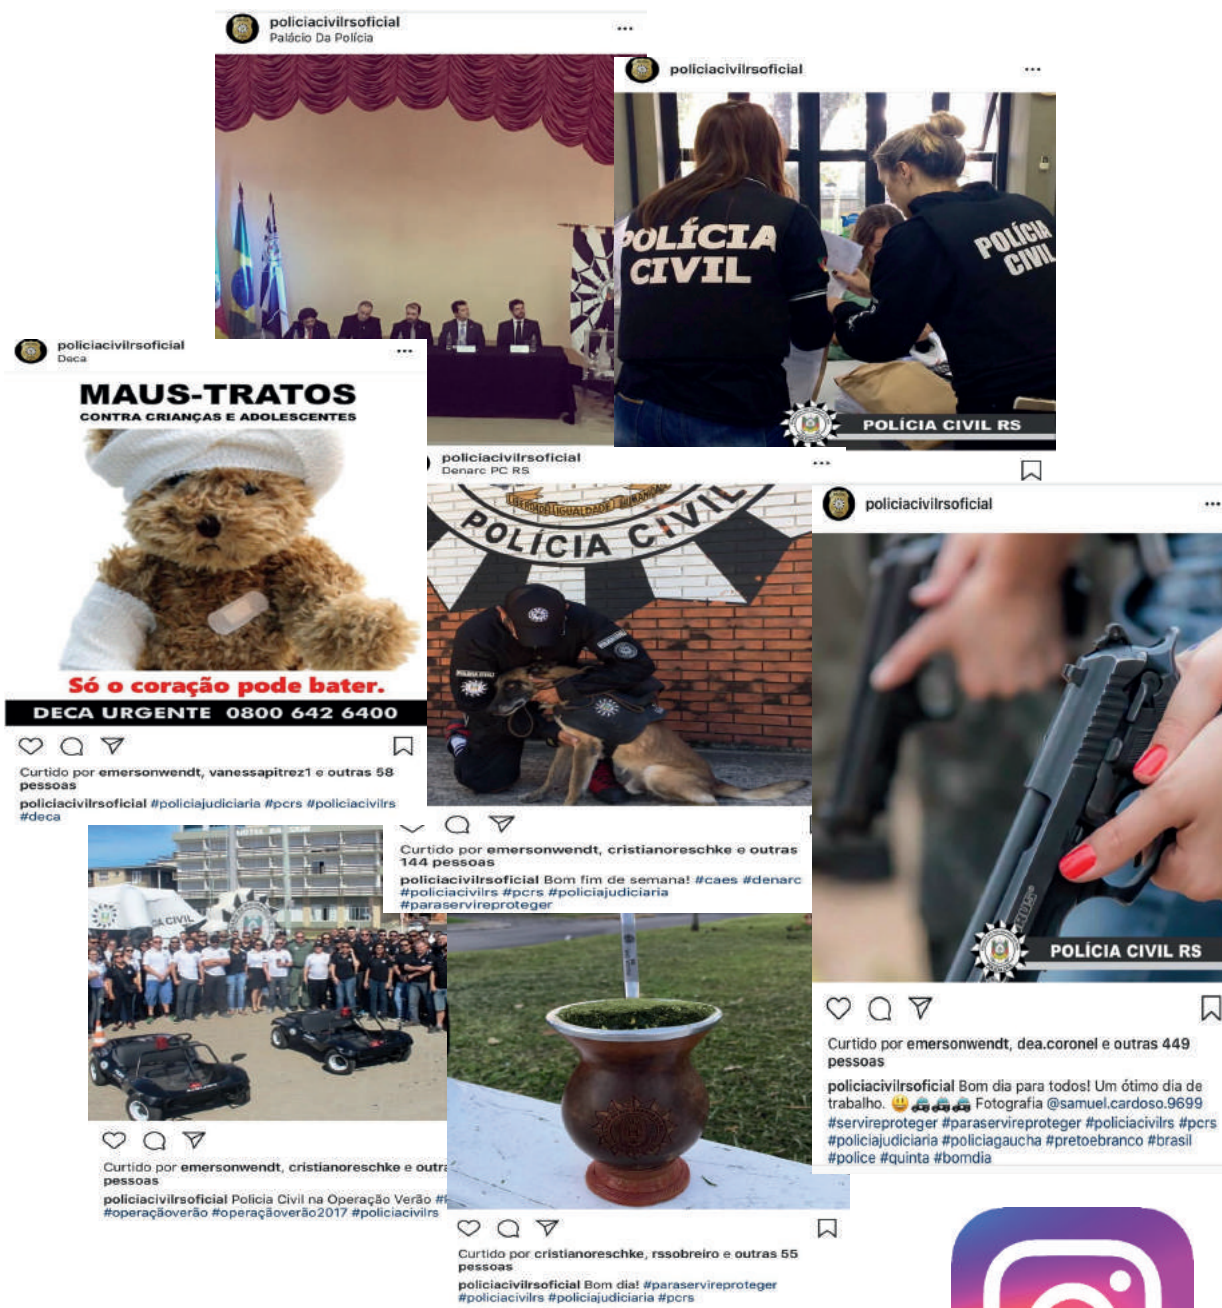 policiacivilrsoficial
Palácio Da Polícia
policiacivilrsoficial
POLÍCIA
CIVIL
POLÍCIA
CIVIL
POLÍCIA CIVIL RS
policiacivilrsoficial
Deca
MAUS-TRATOS
CONTRA CRIANÇAS E ADOLESCENTES
Só o coração pode bater.
DECA URGENTE 0800 642 6400
Curtido por emersonwendt, vanessapitrez1 e outras 58
pessoas
policiacivilrsoficial #policiajudiciaria #pcrs #policiacivilrs
#deca
policiacivilrsoficial
Denarc PC RS
LIBERDADE IGUALDADE HUMANIDADE
POLÍCIA CIVIL
Curtido por emersonwendt, cristianoreschke e outras
144 pessoas
policiacivilrsoficial Bom fim de semana! #caes #denarc
#policiacivilrs #pcrs #policiajudiciaria
#paraservireproteger
policiacivilrsoficial
POLÍCIA CIVIL RS
Curtido por emersonwendt, dea.coronel e outras 449
pessoas
policiacivilrsoficial Bom dia para todos! Um ótimo dia de
trabalho. 😃🚓🚓🚓 Fotografia @samuel.cardoso.9699
#servireproteger #paraservireproteger #policiacivilrs #pcrs
#policiajudiciaria #policiagaucha #pretoebranco #brasil
#police #quinta #bomdia
CIVIL
Curtido por emersonwendt, cristianoreschke e outra
pessoas
policiacivilrsoficial Policia Civil na Operação Verão
#operaçãoverão #operaçãoverão2017 #policiacivilrs
Curtido por cristianoreschke, rssobreiro e outras 55
pessoas
policiacivilrsoficial Bom dia! #paraservireproteger
#policiacivilrs #policiajudiciaria #pcrs